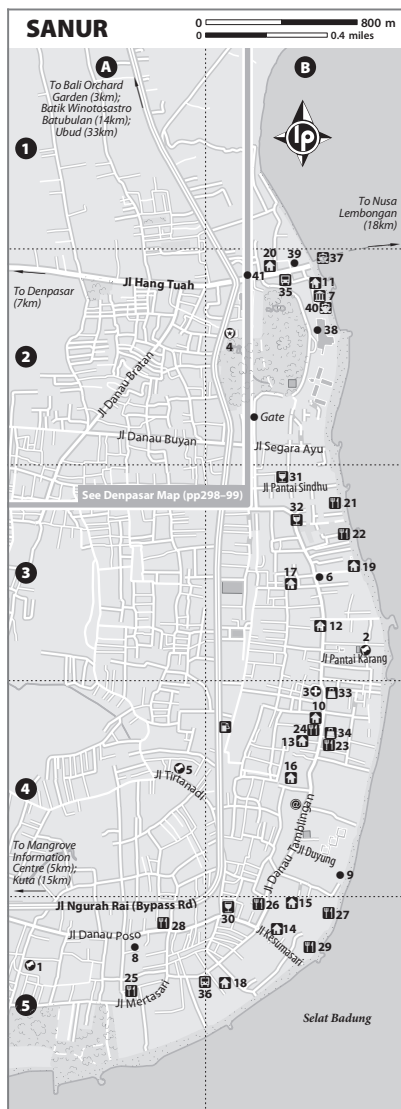 SANUR
0 800 m
0 0.4 miles
A
B
To Bali Orchard
Garden (3km);
Batik Winotosastro
Batubulan (14km);
Ubud (33km)
1
lp
To Nusa
Lembongan
(18km)
20
39
37
Jl Hang Tuah
41
35
11
7
40
To Denpasar
(7km)
38
2
4
Jl Danau Bratan
Gate
Jl Danau Buyan
Jl Segara Ayu
31
Jl Pantai Sindhu
See Denpasar Map (pp298–99)
21
32
22
3
17
6
19
12
2
Jl Pantai Karang
3
33
10
24
34
13
23
5
16
4
Jl Tirtanadi
@
Jl Danau Tamblingan
Jl Duyung
To Mangrove
Information
Centre (5km);
Kuta (15km)
9
Jl Ngurah Rai (Bypass Rd)
30
26
15
27
28
Jl Danau Poso
14
Jl Kesumasari
8
29
1
25
Jl Mertasari
36
18
5
Selat Badung